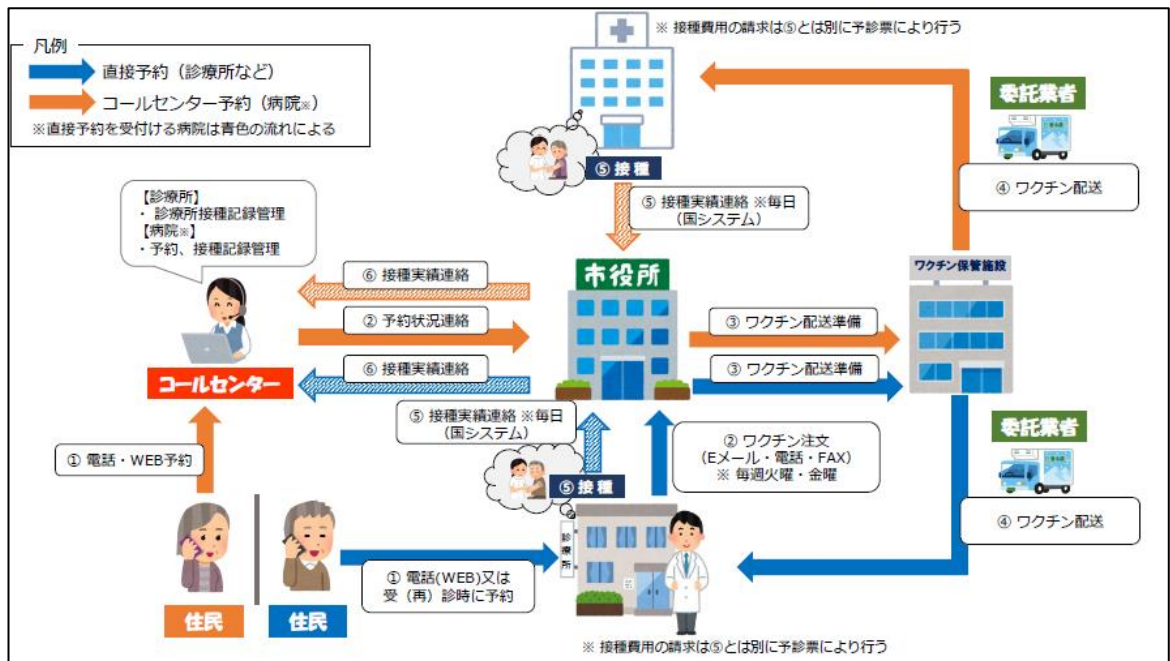 ※ 接種費用の請求は⑤とは別に予診票により行う
凡例
直接予約（診療所など）
コールセンター予約（病院※）
※直接予約を受付ける病院は青色の流れによる
委託業者
④ ワクチン配送
⑤ 接種
⑤ 接種実績連絡 ※毎日
（国システム）
【診療所】
・ 診療所接種記録管理
【病院※】
・予約、接種記録管理
市役所
ワクチン保管施設
⑥ 接種実績連絡
② 予約状況連絡
⑥ 接種実績連絡
③ ワクチン配送準備
③ ワクチン配送準備
コールセンター
⑤ 接種実績連絡 ※毎日
（国システム）
② ワクチン注文
（Eメール・電話・FAX）
※ 毎週火曜・金曜
委託業者
④ ワクチン配送
① 電話・WEB予約
⑤ 接種
診療所
① 電話(WEB)又は
受（再）診時に予約
住民
住民
※ 接種費用の請求は⑤とは別に予診票により行う